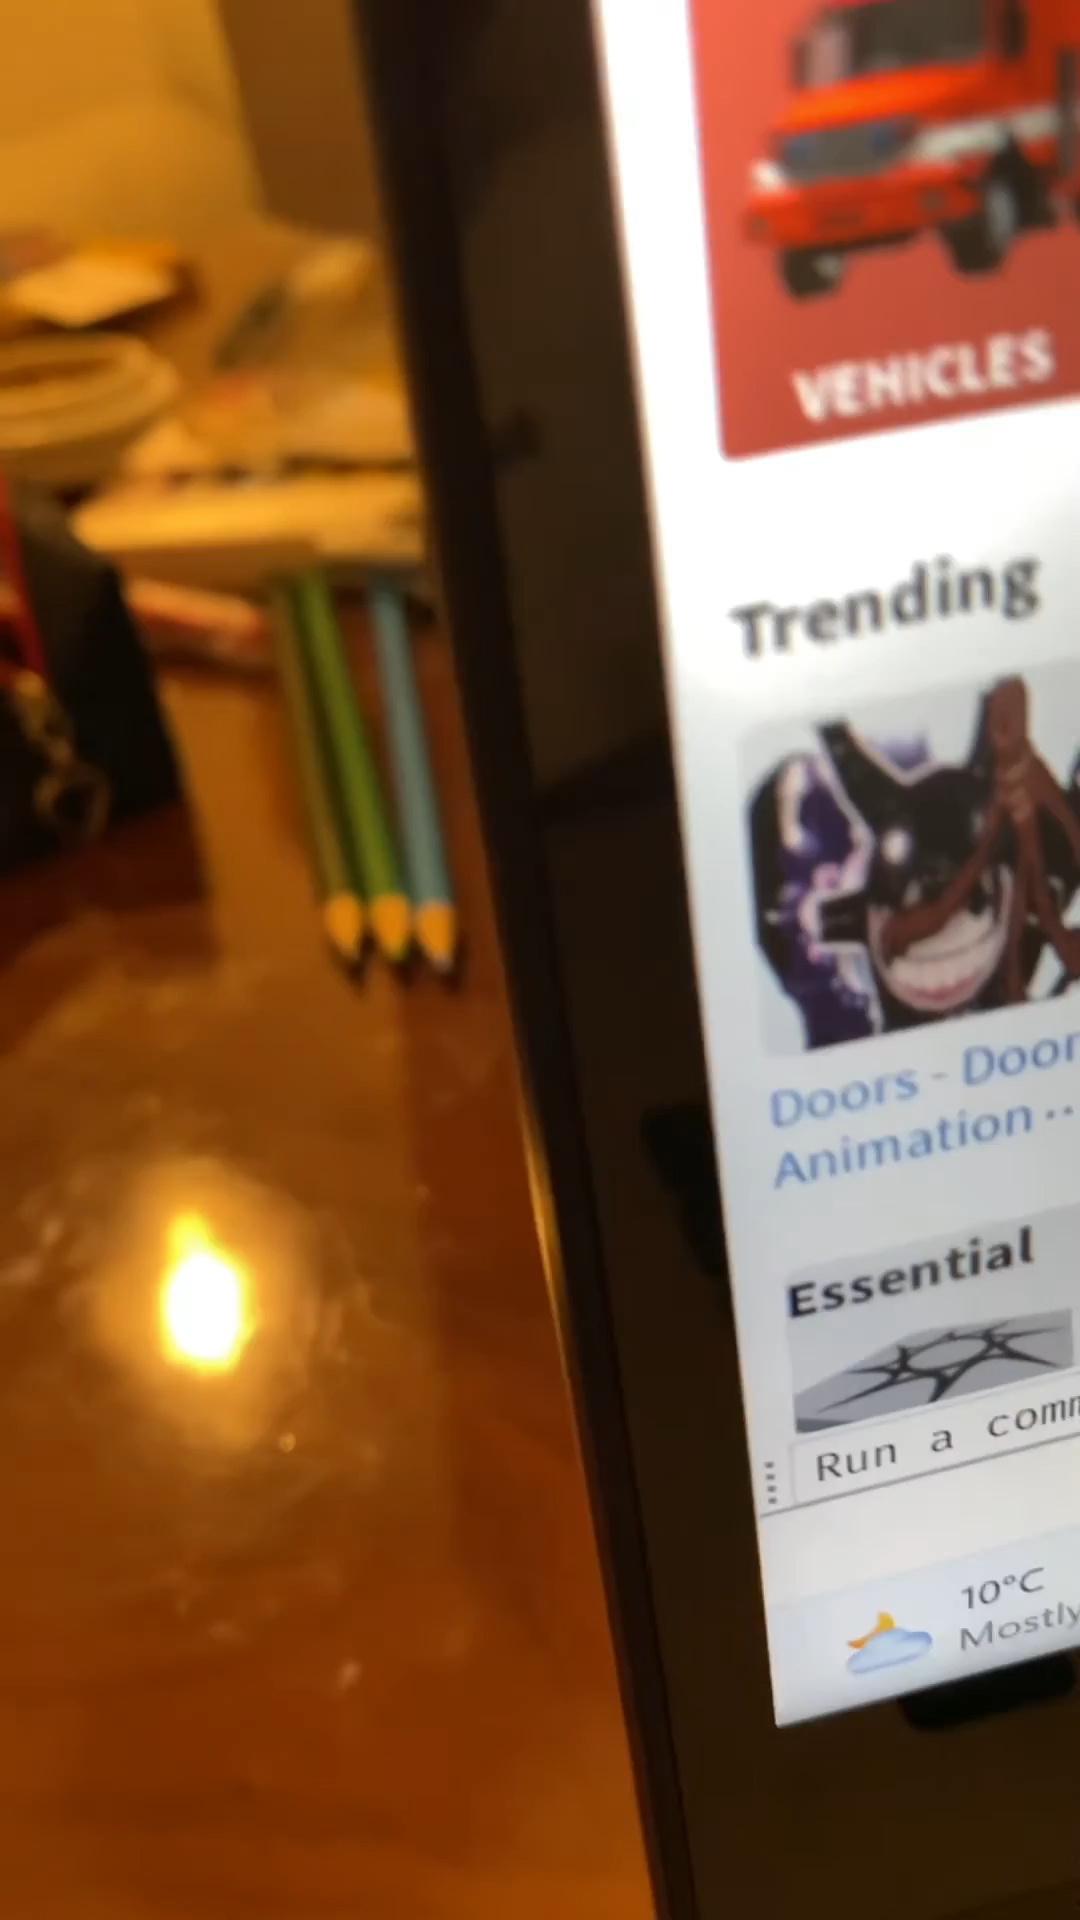 VEHICLES
Trending
Doors - Door
Animation ...
Essential
Run a comm
10°C
Mostly